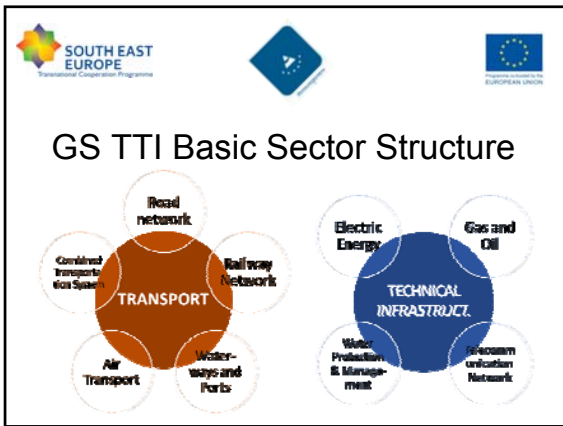 SOUTH EAST
EUROPE
Transnational Cooperation Programme
Programme co-funded by the
EUROPEAN UNION
GS TTI Basic Sector Structure
Road
network
Combined
Transporta-
tion System
Railway
Network
TRANSPORT
Air
Transport
Water-
ways and
Ports
Electric
Energy
Gas and
Oil
TECHNICAL
INFRASTRUCT.
Water
Protection
& Manage-
ment
unication
Network